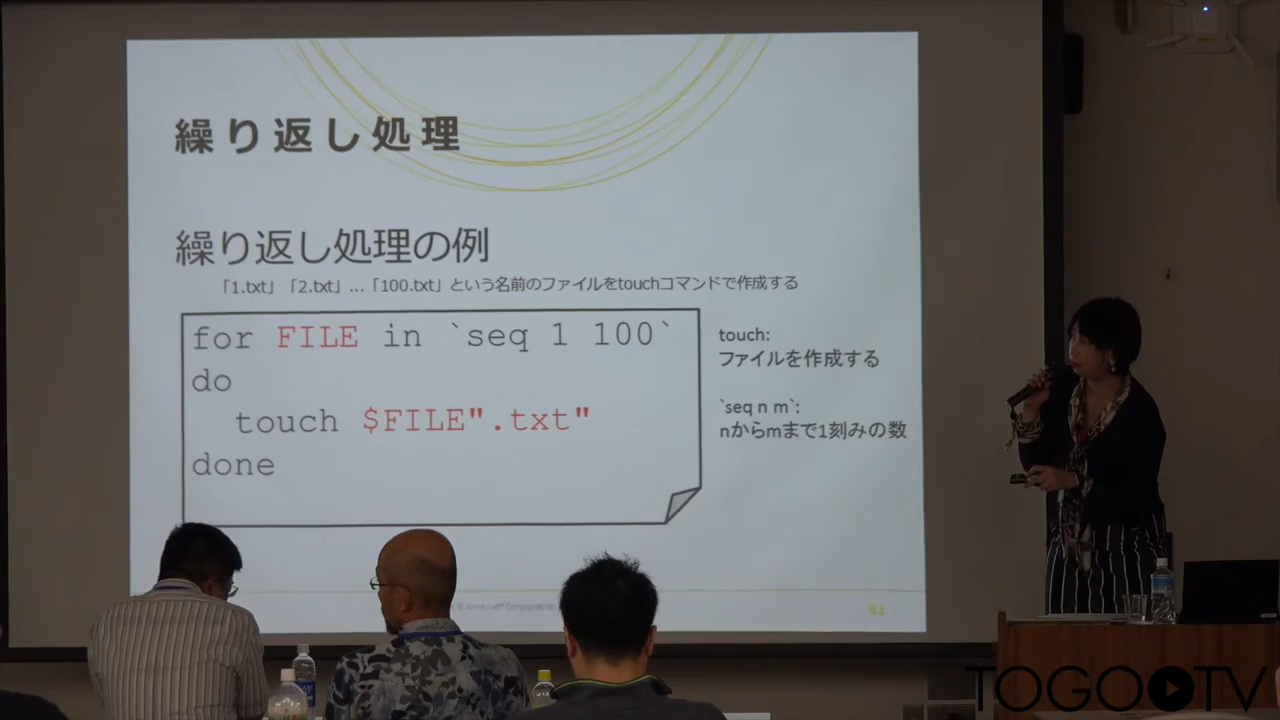 繰り返し処理
繰り返し処理の例
「1.txt」「2.txt」…「100.txt」という名前のファイルをtouchコマンドで作成する
for FILE in `seq 1 100`
do
touch $FILE".txt"
done
touch:
ファイルを作成する
`seq n m`:
nからmまで1刻みの数
© Amelieff Corporation
61
TOGO TV